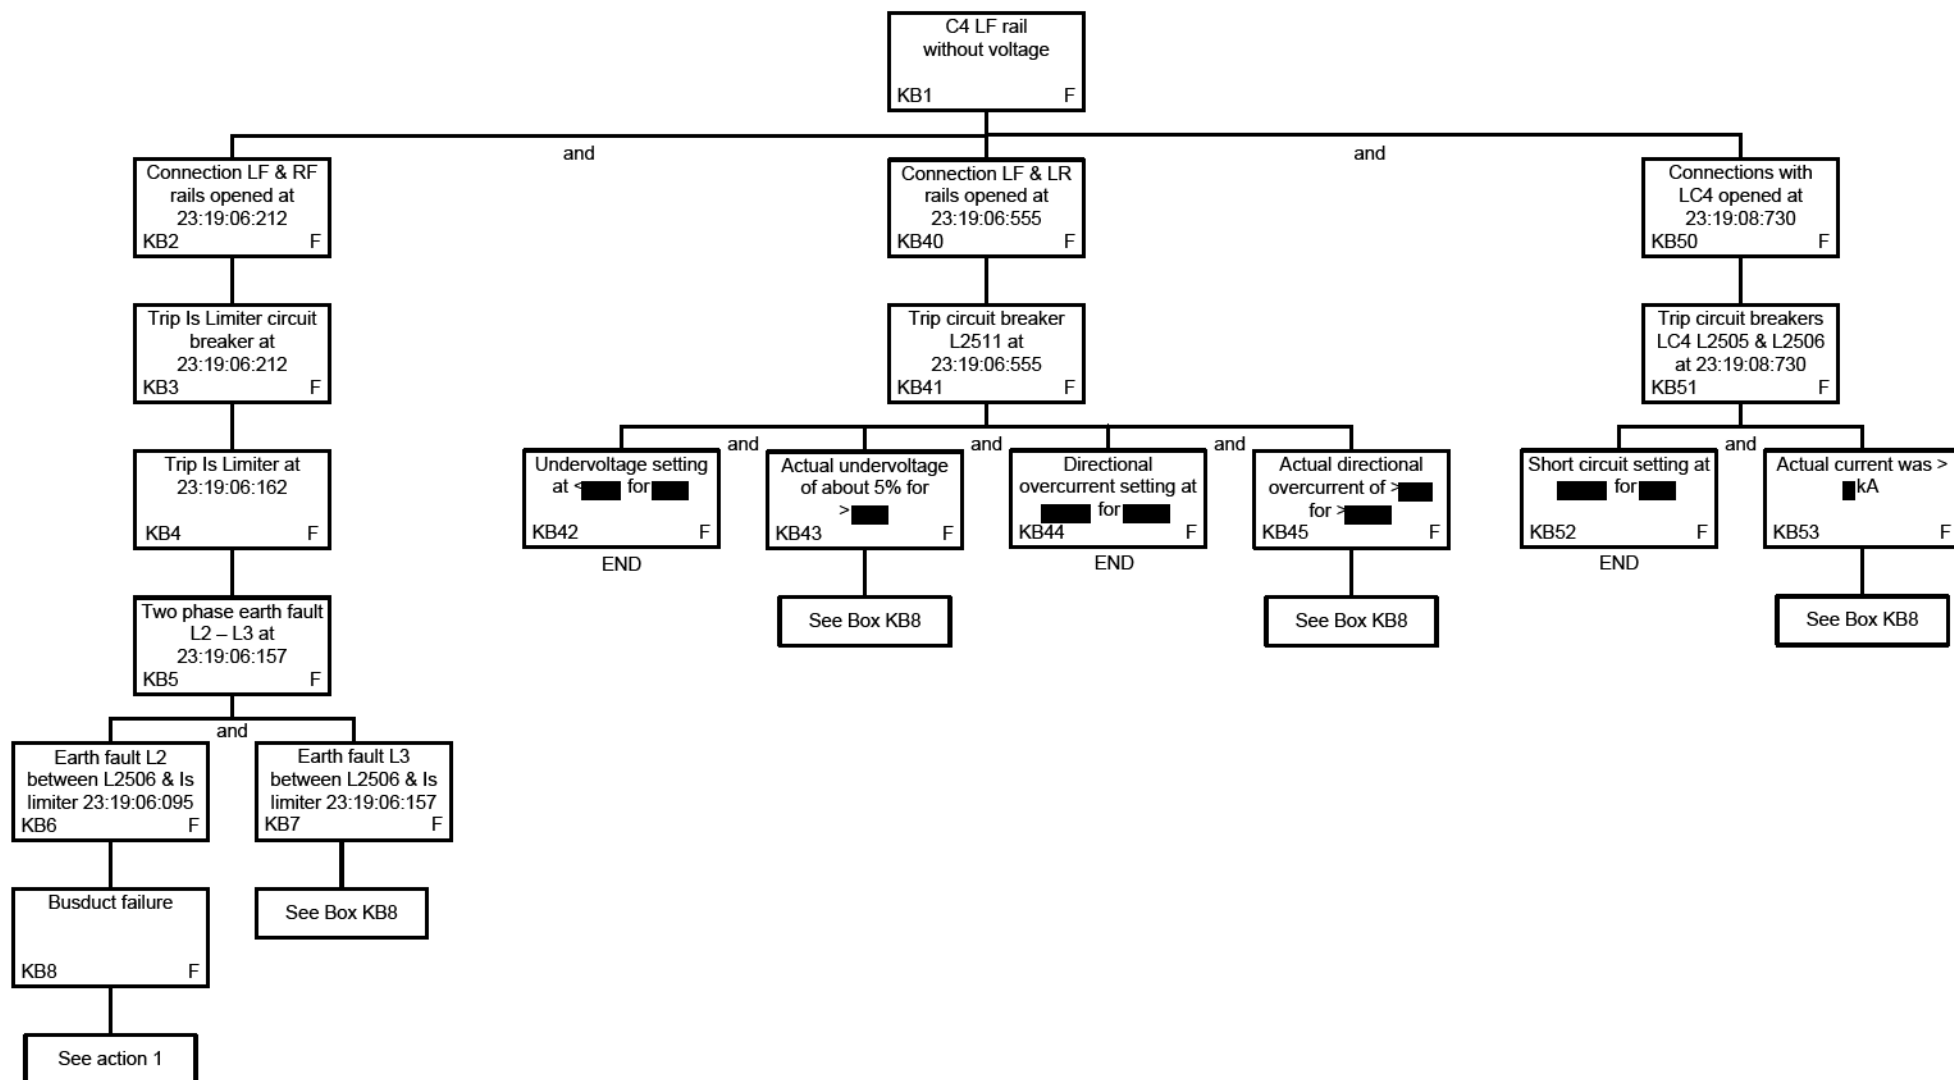 C4 LF rail
without voltage
KB1 F
and and
Connection LF & RF
rails opened at
23:19:06:212
KB2 F
Connection LF & LR
rails opened at
23:19:06:555
KB40 F
Connections with
LC4 opened at
23:19:08:730
KB50 F
Trip Is Limiter circuit
breaker at
23:19:06:212
KB3 F
Trip circuit breaker
L2511 at
23:19:06:555
KB41 F
Trip circuit breakers
LC4 L2505 & L2506
at 23:19:08:730
KB51 F
and and and and
Trip Is Limiter at
23:19:06:162
KB4 F
Undervoltage setting
at < for
KB42 F
END
Actual undervoltage
of about 5% for
>
KB43 F
Directional
overcurrent setting at
for
KB44 F
END
Actual directional
overcurrent of >
for >
KB45 F
Short circuit setting at
for
KB52 F
END
Actual current was >
kA
KB53 F
Two phase earth fault
L2 – L3 at
23:19:06:157
KB5 F
See Box KB8
See Box KB8
See Box KB8
and
Earth fault L2
between L2506 & Is
limiter 23:19:06:095
KB6 F
Earth fault L3
between L2506 & Is
limiter 23:19:06:157
KB7 F
Busduct failure
KB8 F
See Box KB8
See action 1